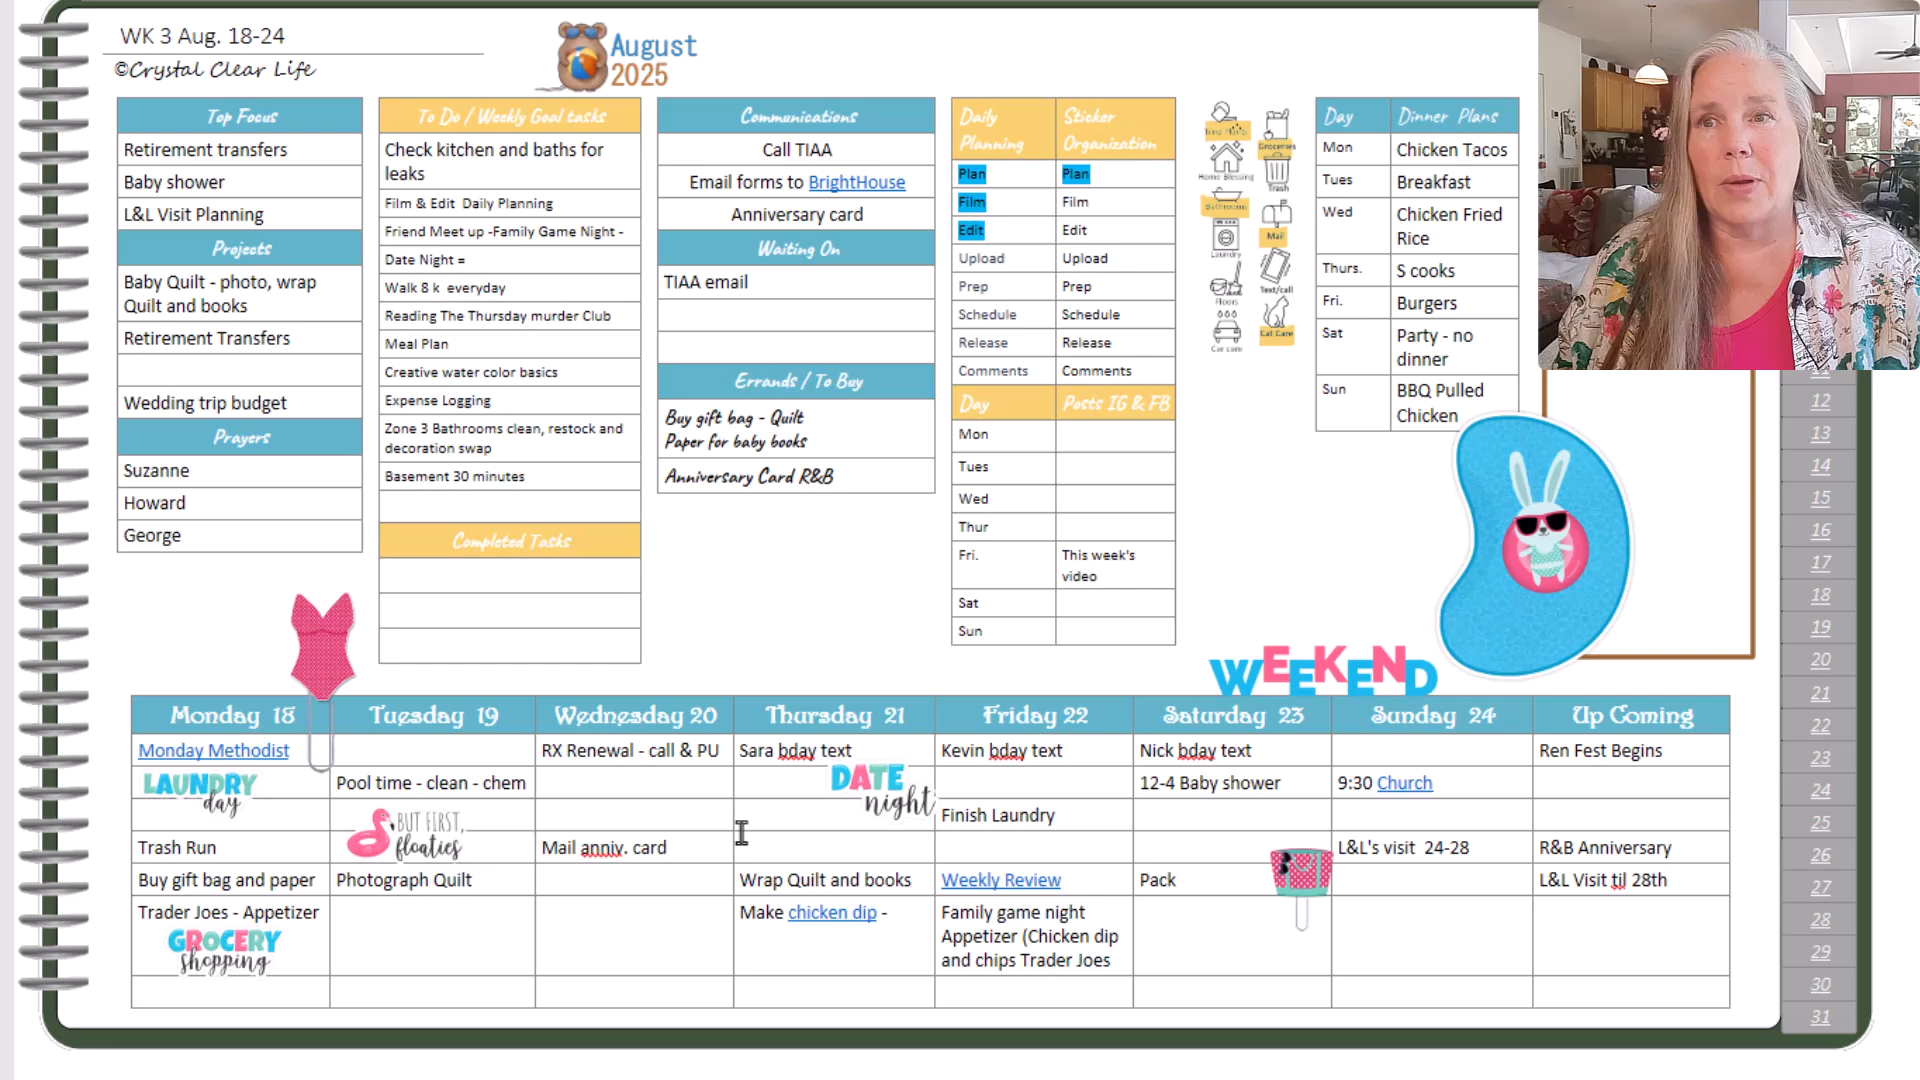 WK 3 Aug. 18-24
©Crystal Clear Life
August
2025
Top Focus
Retirement transfers
Baby shower
L&L Visit Planning
Projects
Baby Quilt - photo, wrap
Quilt and books
Retirement Transfers
Wedding trip budget
Prayers
Suzanne
Howard
George
To Do / Weekly Goal tasks
Check kitchen and baths for
leaks
Film & Edit Daily Planning
Friend Meet up -Family Game Night -
Date Night =
Walk 8 k everyday
Reading The Thursday murder Club
Meal Plan
Creative water color basics
Expense Logging
Zone 3 Bathrooms clean, restock and
decoration swap
Basement 30 minutes
Completed Tasks
Communications
Call TIAA
Email forms to BrightHouse
Anniversary card
Waiting On
TIAA email
Errands / To Buy
Buy gift bag - Quilt
Paper for baby books
Anniversary Card R&B
Daily
Planning
Sticker
Organization
Plan Plan
Film Film
Edit Edit
Upload Upload
Prep Prep
Schedule Schedule
Release Release
Comments Comments
Day Posts IG & FB
Mon
Tues
Wed
Thur
Fri. This week's
video
Sat
Sun
Groceries
Home Blessing
Trash
Bathrooms
Mail
Laundry
Text/call
Floors
Cat Care
Car care
Day Dinner Plans
Mon Chicken Tacos
Tues Breakfast
Wed Chicken Fried
Rice
Thurs. S cooks
Fri. Burgers
Sat Party - no
dinner
Sun BBQ Pulled
Chicken
12
13
14
15
16
17
18
19
20
21
22
23
24
25
26
27
28
29
30
31
WEEKEND
Monday 18 Tuesday 19 Wednesday 20 Thursday 21 Friday 22 Saturday 23 Sunday 24 Up Coming
Monday Methodist RX Renewal - call & PU Sara bday text Kevin bday text Nick bday text Ren Fest Begins
LAUNDRY
day
Pool time - clean - chem
DATE
night
12-4 Baby shower 9:30 Church
Finish Laundry
BUT FIRST,
floaties
Trash Run Mail anniv. card L&L's visit 24-28 R&B Anniversary
Buy gift bag and paper Photograph Quilt Wrap Quilt and books Weekly Review Pack L&L Visit til 28th
Trader Joes - Appetizer Make chicken dip - Family game night
Appetizer (Chicken dip
and chips Trader Joes
GROCERY
shopping